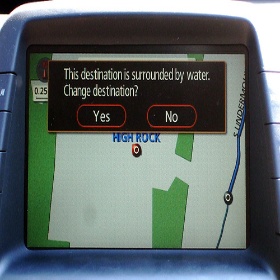 This destination is surrounded by water.
Change destination?
Yes No
0.25
HIGH ROCK